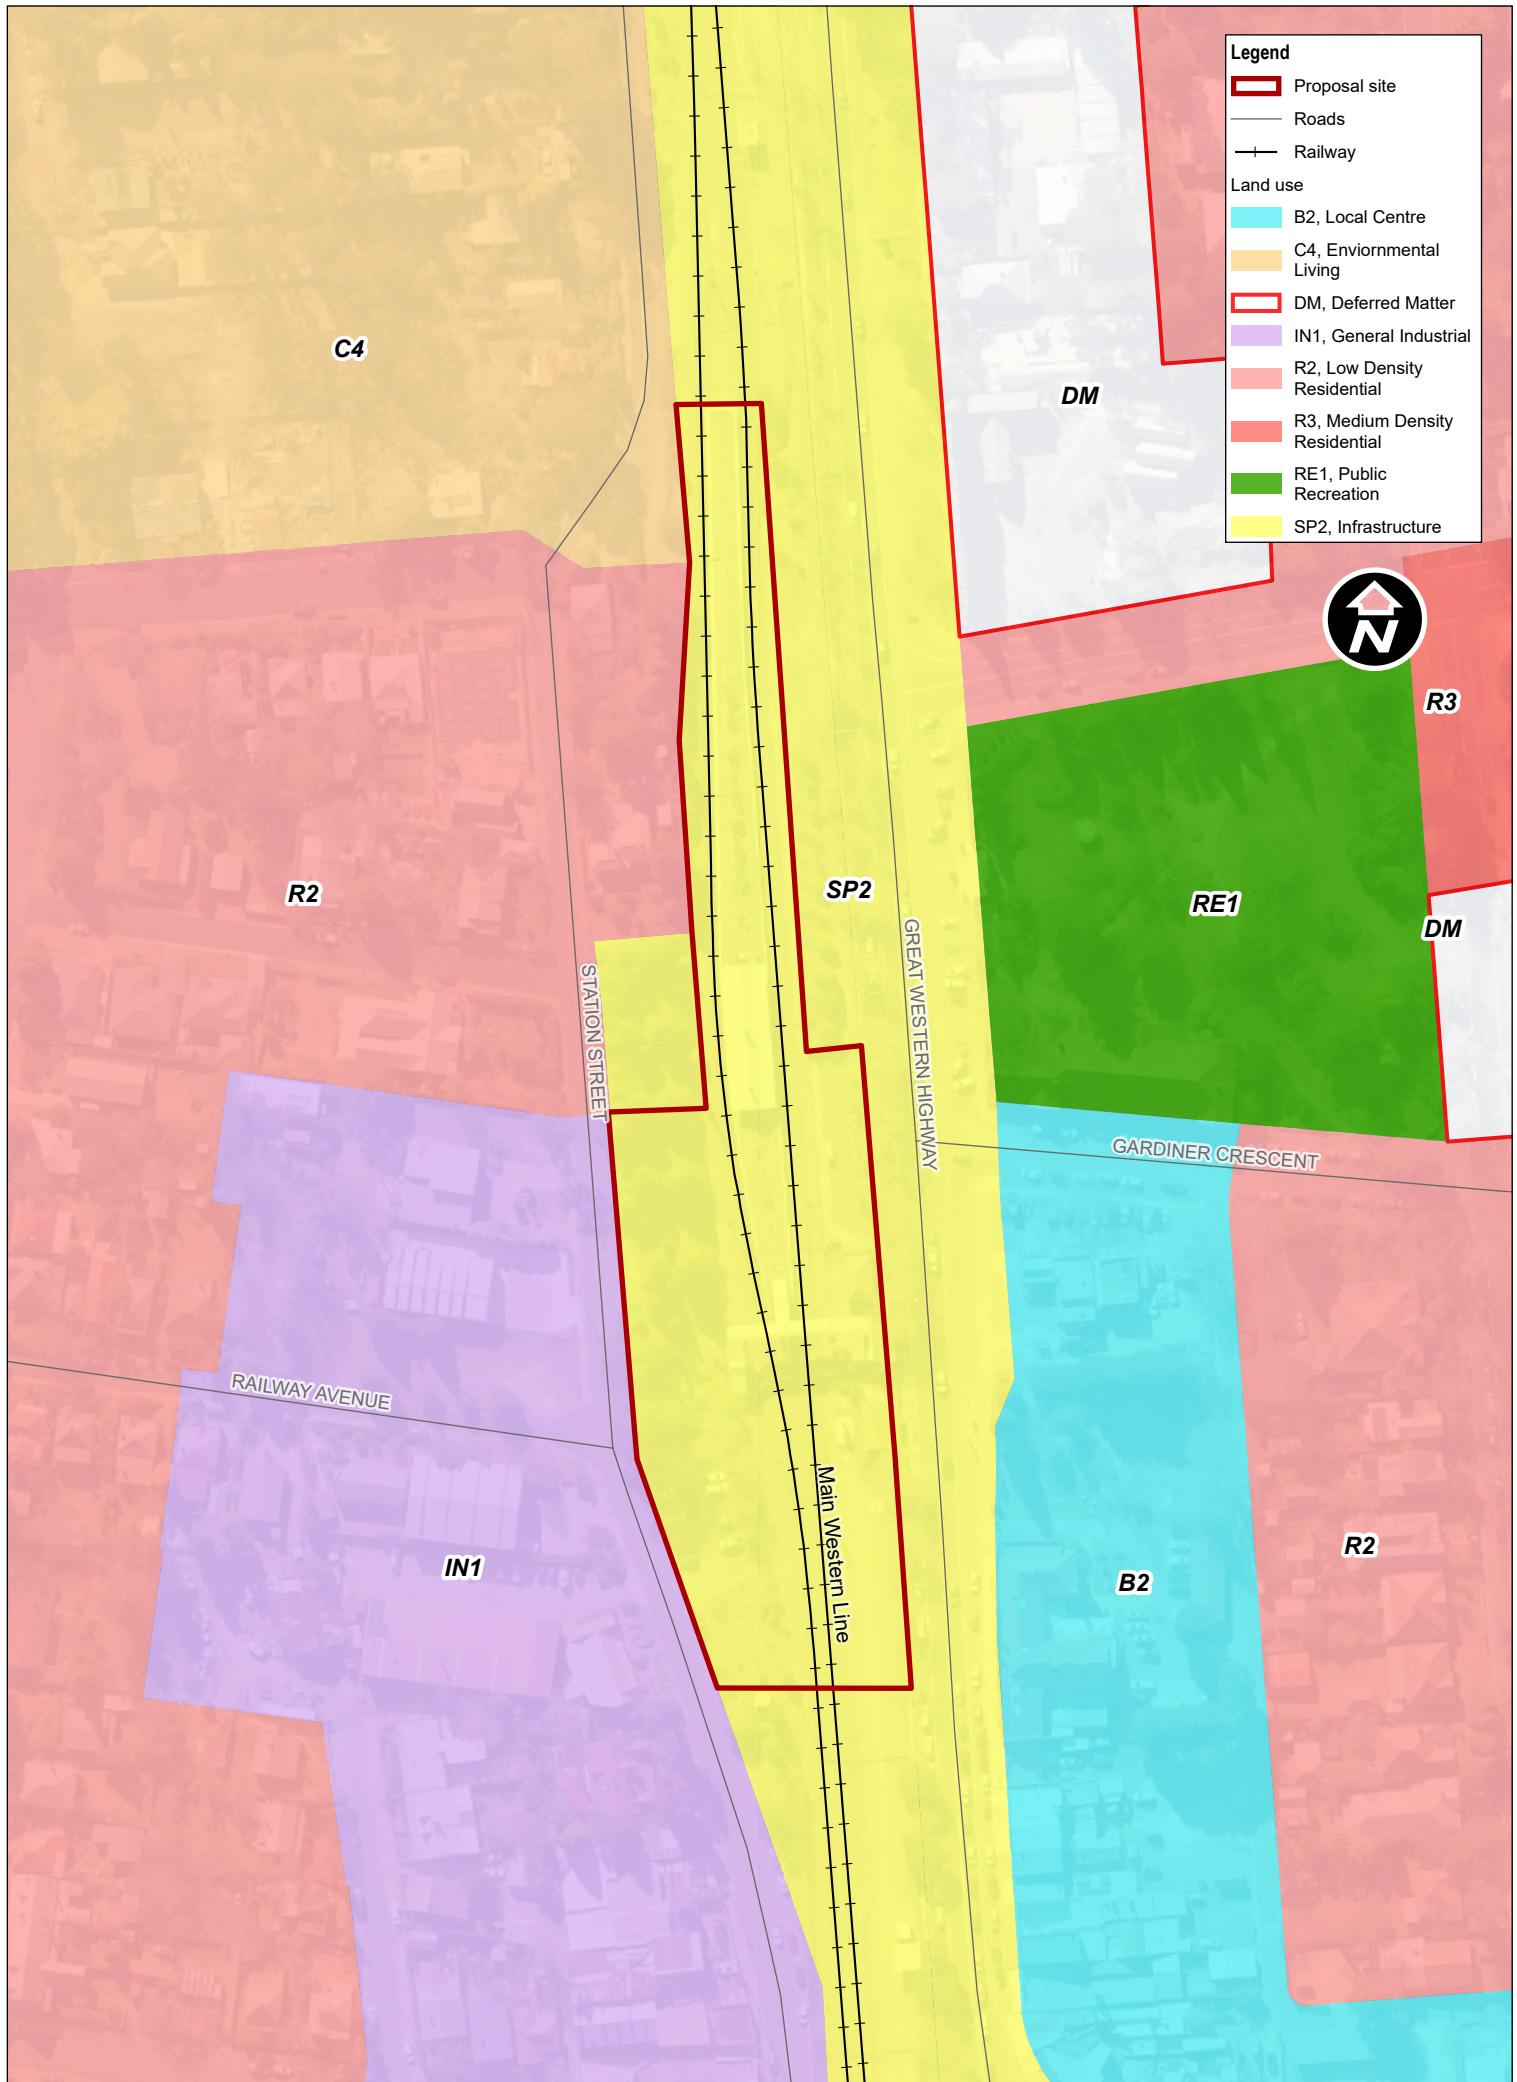 Legend
Proposal site
Roads
Railway
Land use
B2, Local Centre
C4, Enviornmental
Living
DM, Deferred Matter
IN1, General Industrial
R2, Low Density
Residential
R3, Medium Density
Residential
RE1, Public
Recreation
SP2, Infrastructure
N
C4
DM
R3
R2
SP2
RE1
DM
STATION STREET
GREAT WESTERN HIGHWAY
GARDINER CRESCENT
RAILWAY AVENUE
Main Western Line
IN1
B2
R2